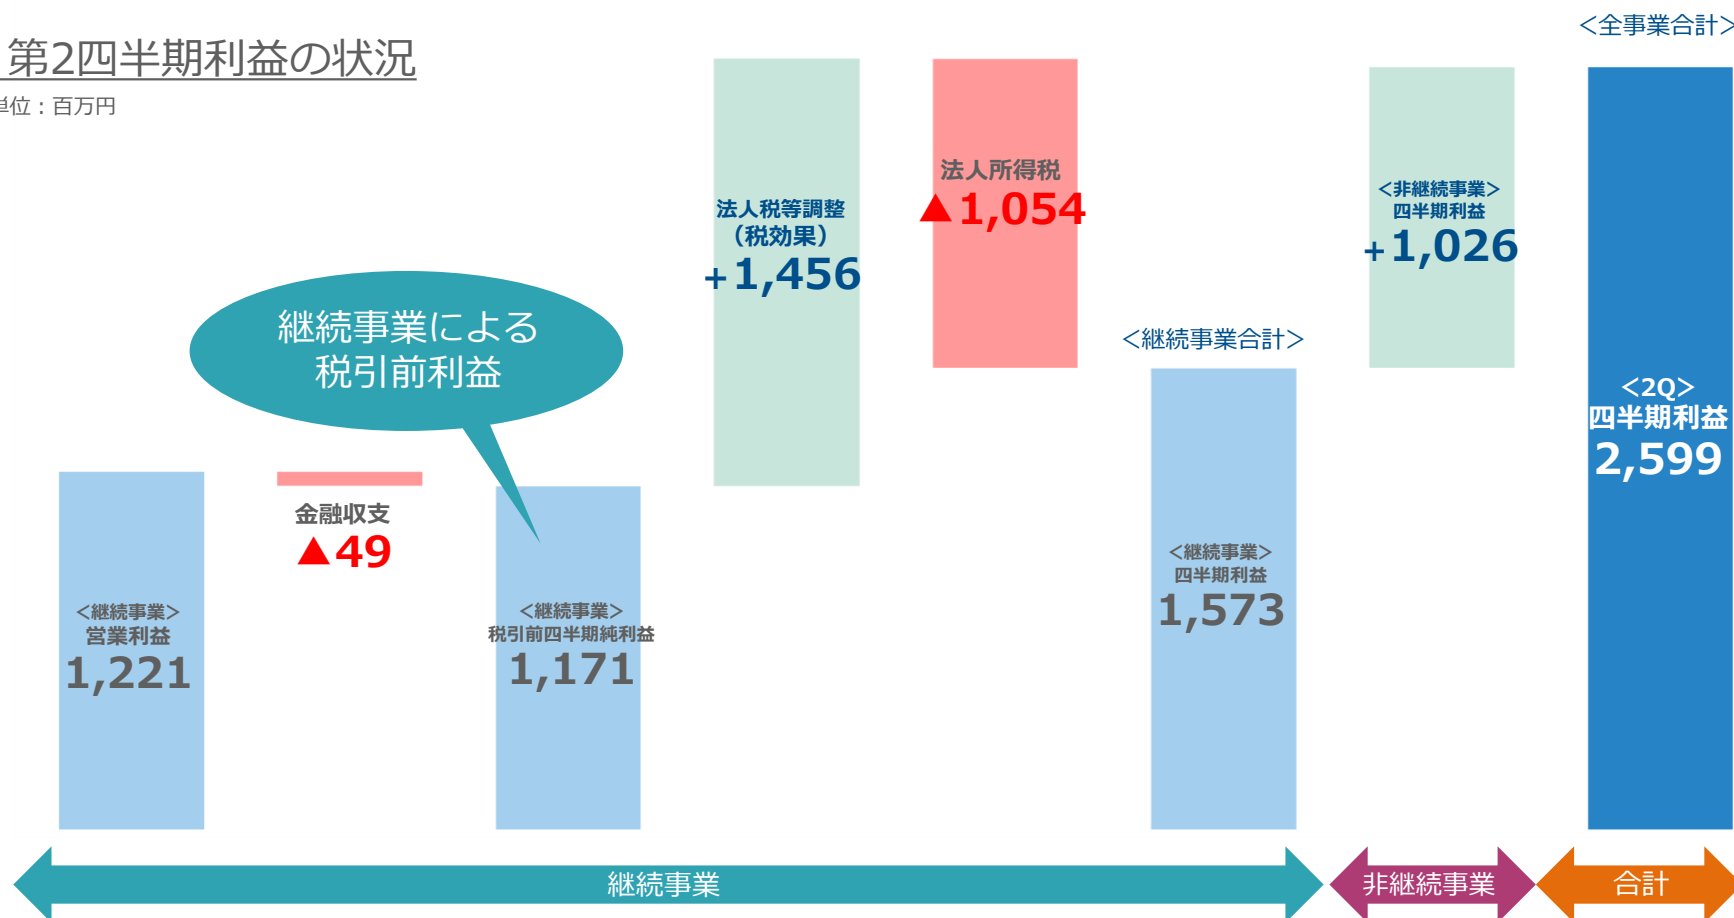 第2四半期利益の状況
単位：百万円
＜全事業合計＞
継続事業による
税引前利益
＜継続事業＞
営業利益
1,221
金融収支
▲49
＜継続事業＞
税引前四半期純利益
1,171
法人税等調整
（税効果）
+1,456
法人所得税
▲1,054
＜継続事業合計＞
＜継続事業＞
四半期利益
1,573
＜非継続事業＞
四半期利益
+1,026
＜2Q＞
四半期利益
2,599
継続事業
非継続事業
合計